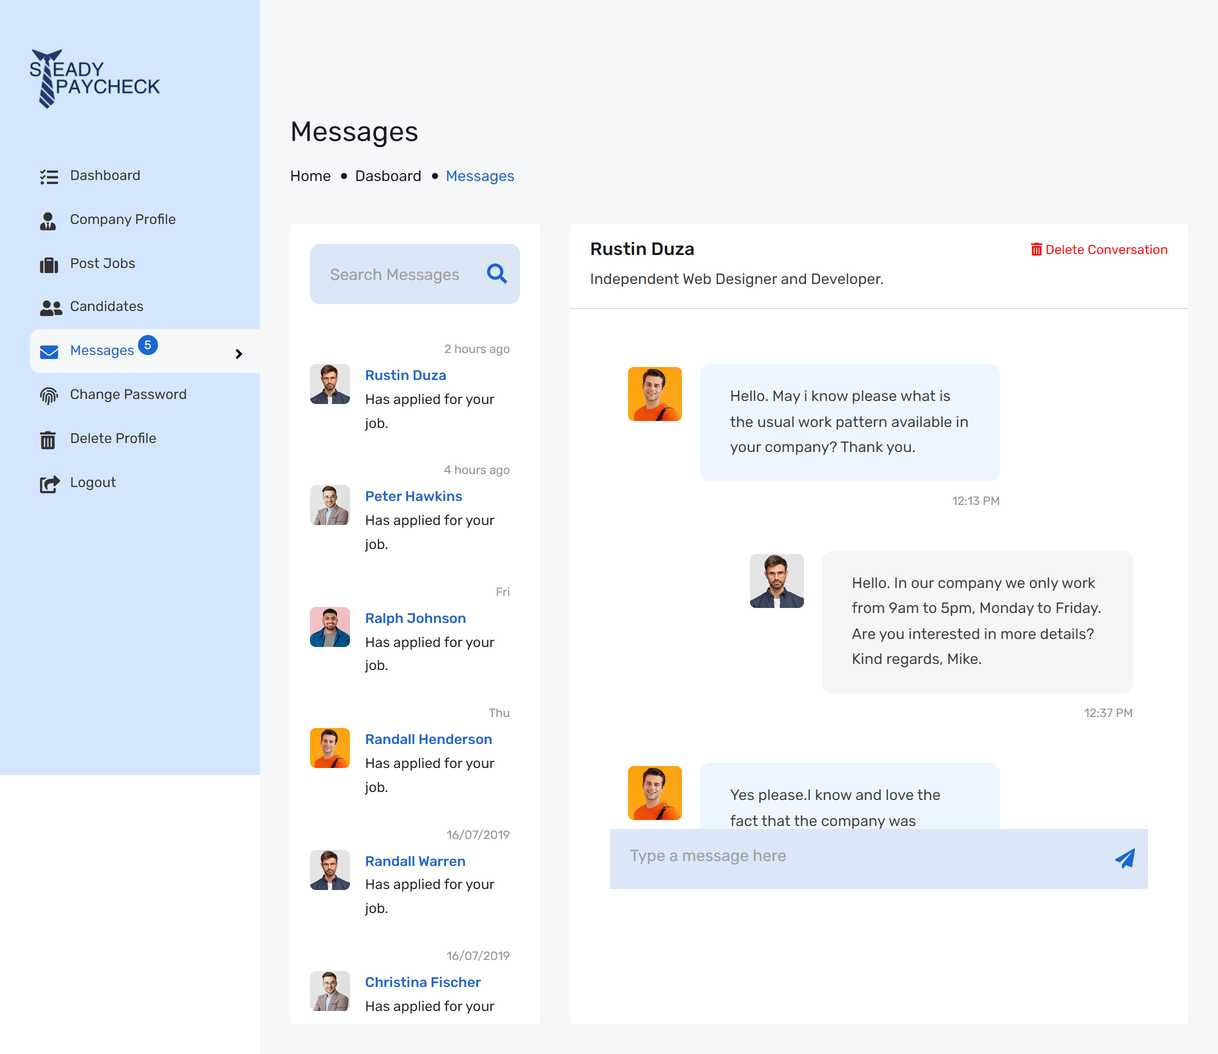 STEADY
PAYCHECK
Dashboard
Company Profile
Post Jobs
Candidates
Messages 5
Change Password
Delete Profile
Logout
Messages
Home • Dasboard • Messages
Search Messages
2 hours ago
Rustin Duza
Has applied for your
job.
4 hours ago
Peter Hawkins
Has applied for your
job.
Fri
Ralph Johnson
Has applied for your
job.
Thu
Randall Henderson
Has applied for your
job.
16/07/2019
Randall Warren
Has applied for your
job.
16/07/2019
Christina Fischer
Has applied for your
Rustin Duza
Delete Conversation
Independent Web Designer and Developer.
Hello. May i know please what is
the usual work pattern available in
your company? Thank you.
12:13 PM
Hello. In our company we only work
from 9am to 5pm, Monday to Friday.
Are you interested in more details?
Kind regards, Mike.
12:37 PM
Yes please.I know and love the
fact that the company was
Type a message here